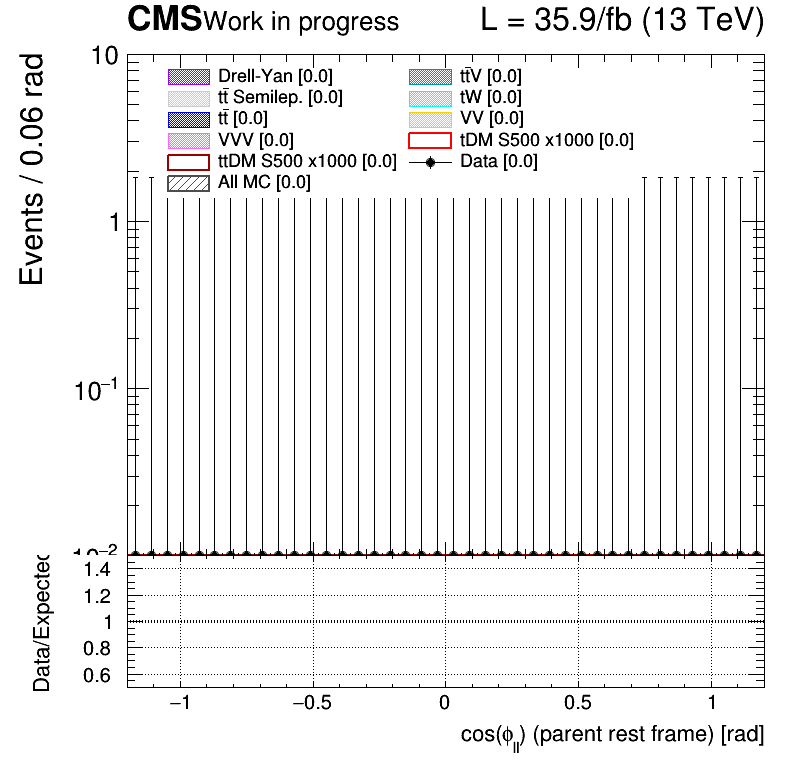 CMS Work in progress L = 35.9/fb (13 TeV)
Events / 0.06 rad
10
1
10⁻¹
10⁻²
Drell-Yan [0.0]
tt̄V [0.0]
tt̄ Semilep. [0.0]
tW [0.0]
tt̄ [0.0]
VV [0.0]
VVV [0.0]
tDM S500 x1000 [0.0]
ttDM S500 x1000 [0.0]
Data [0.0]
All MC [0.0]
Data/Expected
1.4
1.2
1
0.8
0.6
−1 −0.5 0 0.5 1
cos(ϕ_ll) (parent rest frame) [rad]